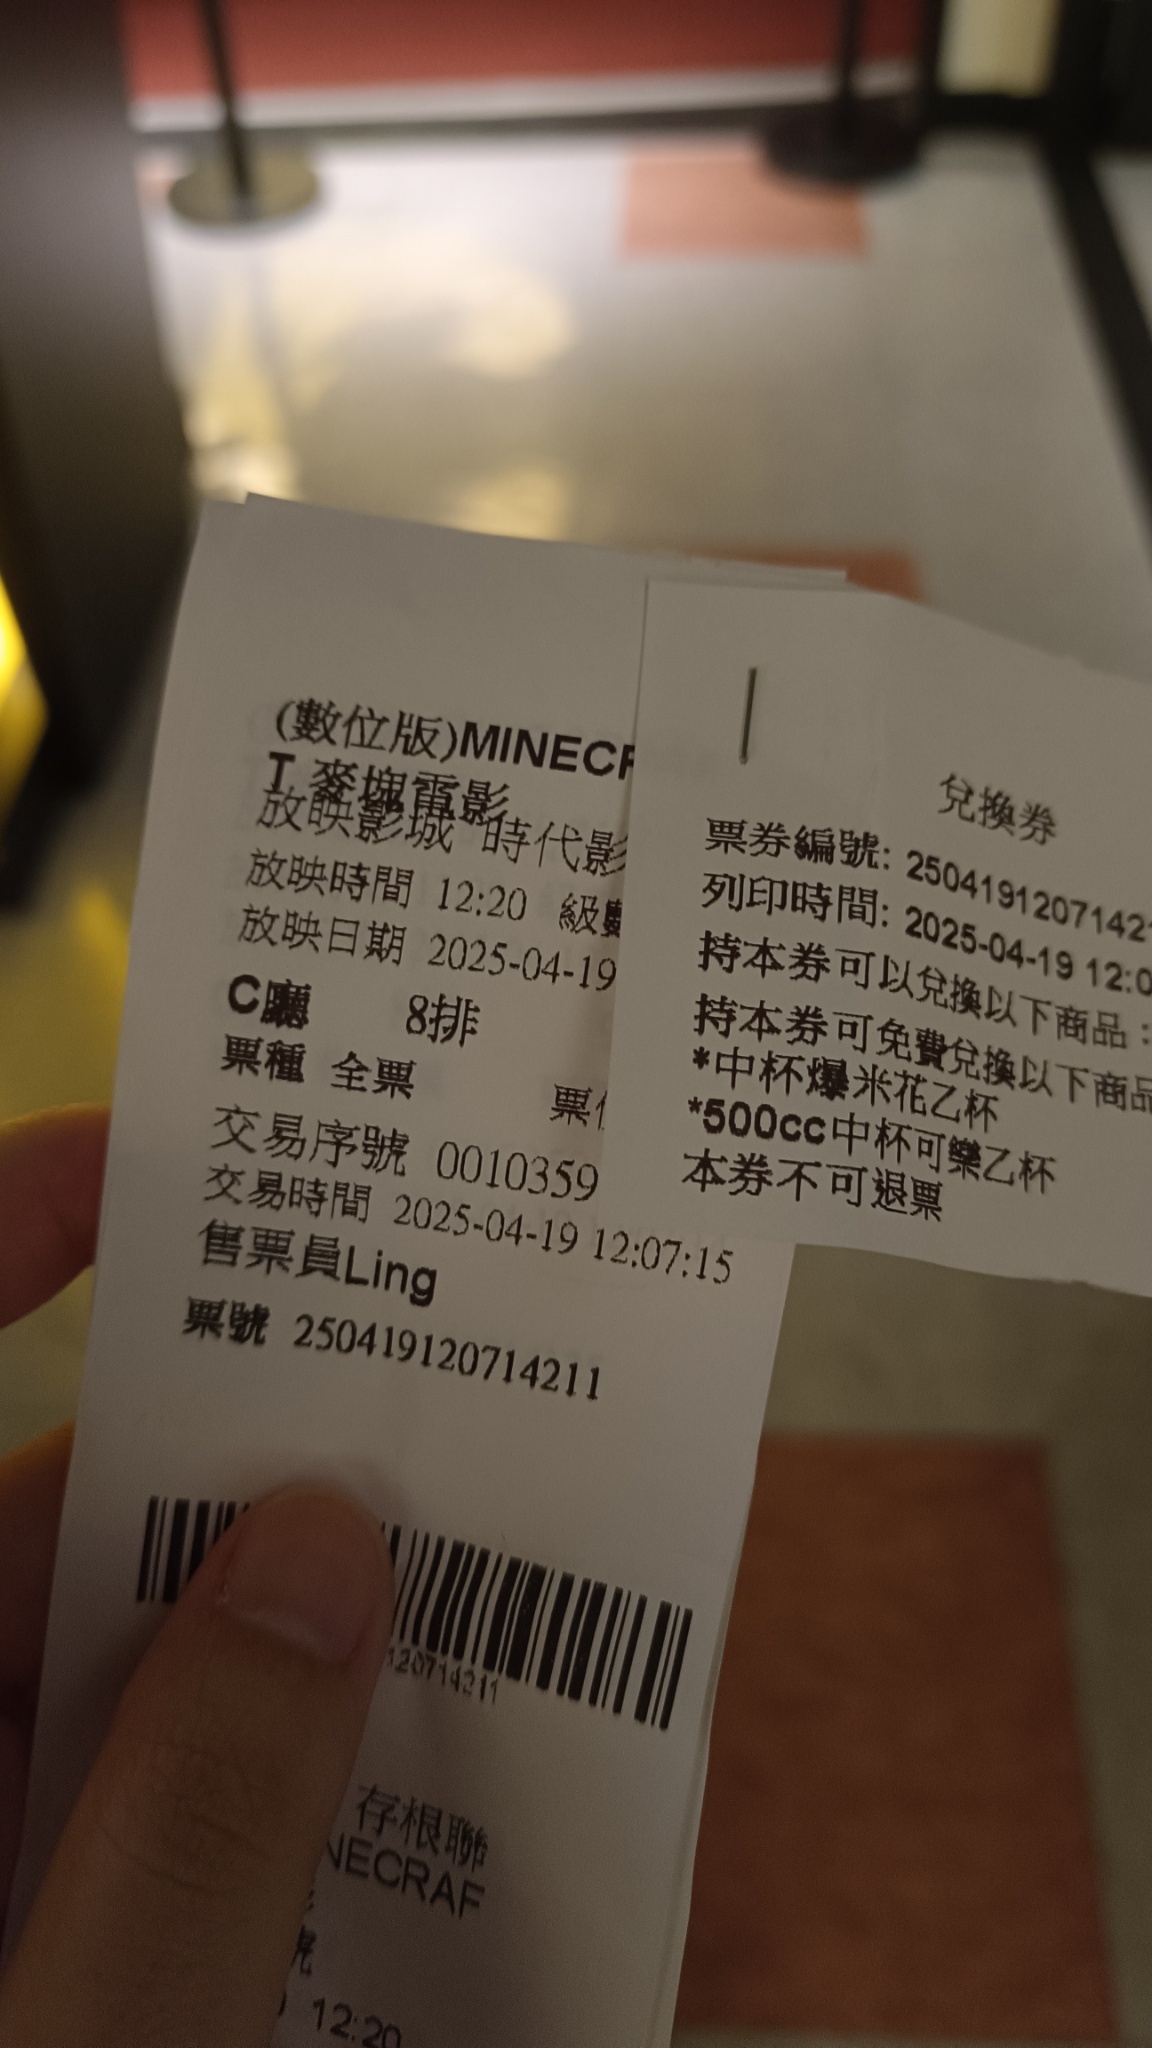 (數位版)MINECR
T 麥塊電影
放映影城 時代影
放映時間 12:20 級數
放映日期 2025-04-19
C廳 8排
票種 全票 票
交易序號 0010359
交易時間 2025-04-19 12:07:15
售票員Ling
票號 250419120714211
120714211
存根聯
NECRAF
12:20
兌換券
票券編號: 25041912071421
列印時間: 2025-04-19 12:0
持本券可以兌換以下商品：
持本券可免費兌換以下商品
*中杯爆米花乙杯
*500cc中杯可樂乙杯
本券不可退票